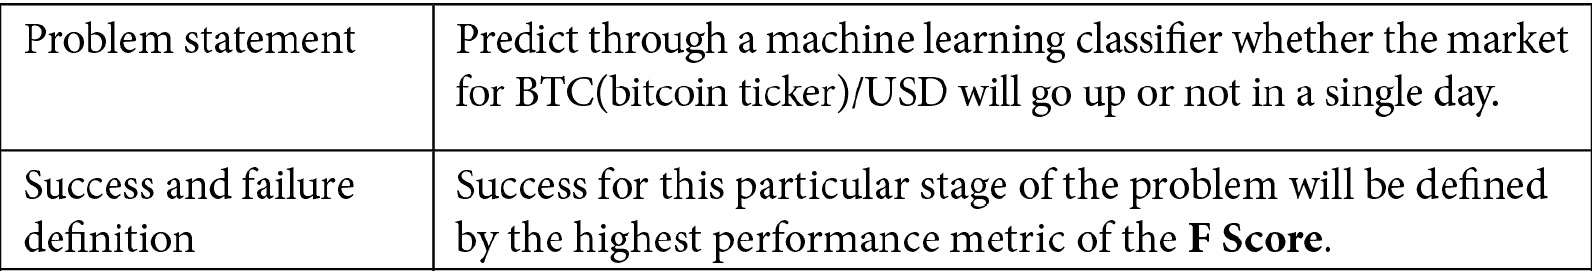 Problem statement
Predict through a machine learning classifier whether the market
for BTC(bitcoin ticker)/USD will go up or not in a single day.
Success and failure
definition
Success for this particular stage of the problem will be defined
by the highest performance metric of the F Score.